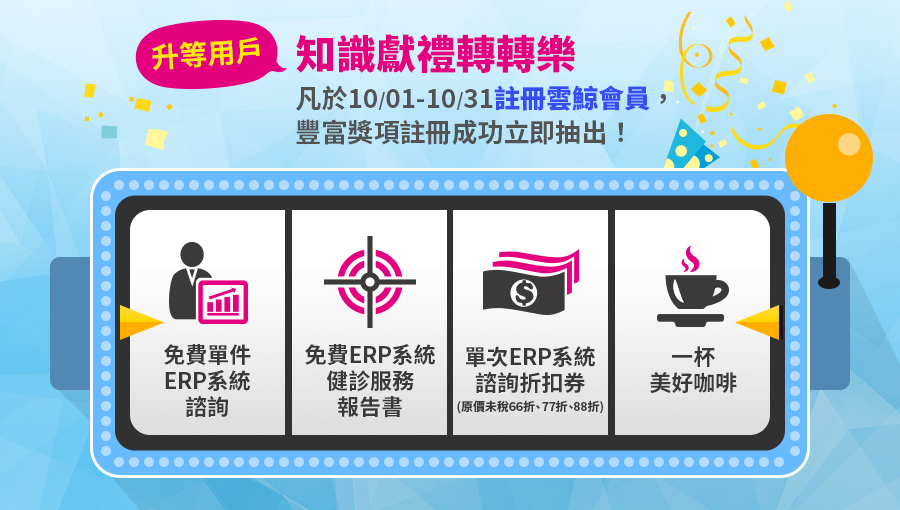 升等用戶
知識獻禮轉轉樂
凡於10/01-10/31註冊雲鯨會員，
豐富獎項註冊成功立即抽出！
免費單件
ERP系統
諮詢
免費ERP系統
健診服務
報告書
$
單次ERP系統
諮詢折扣券
(原價未稅66折、77折、88折)
一杯
美好咖啡